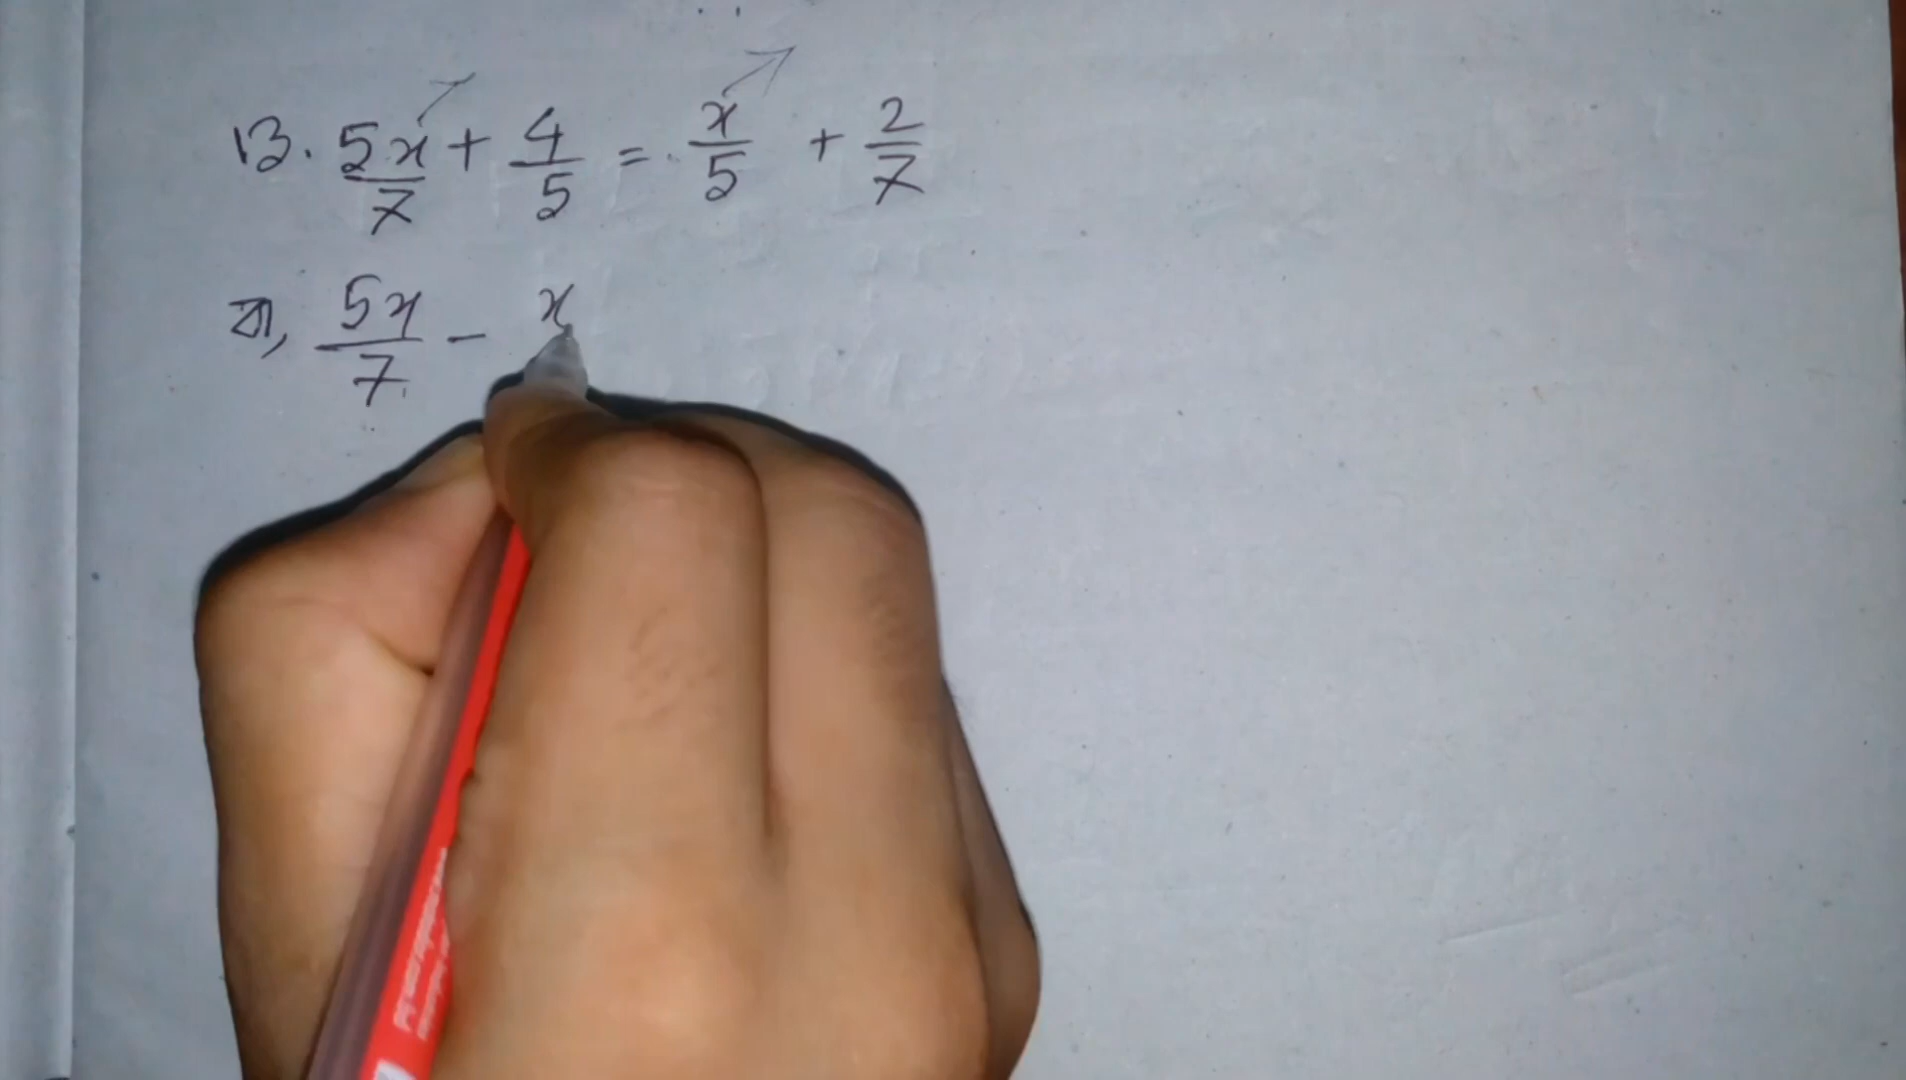 13. 5x/7 + 4/5 = x/5 + 2/7
বা, 5x/7 - x